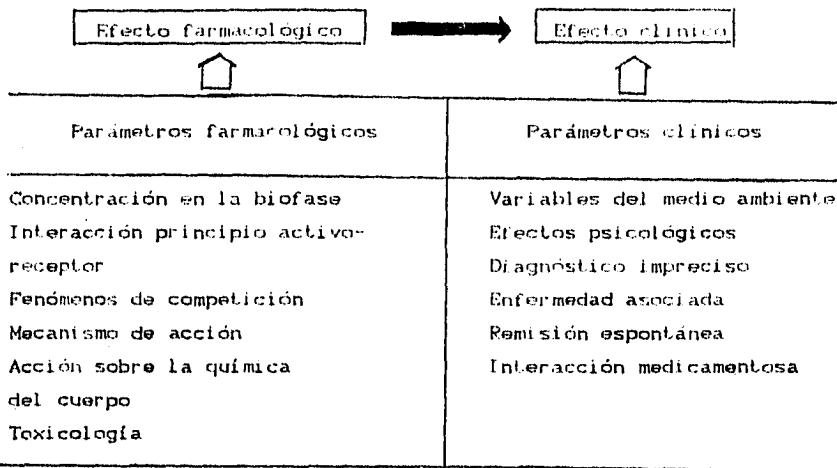 Efecto farmacológico
Efecto clínico
Parámetros farmacológicos
Parámetros clínicos
Concentración en la biofase
Interacción principio activo-
receptor
Fenómenos de competición
Mecanismo de acción
Acción sobre la química
del cuerpo
Toxicología
Variables del medio ambiente
Efectos psicológicos
Diagnóstico impreciso
Enfermedad asociada
Remisión espontánea
Interacción medicamentosa